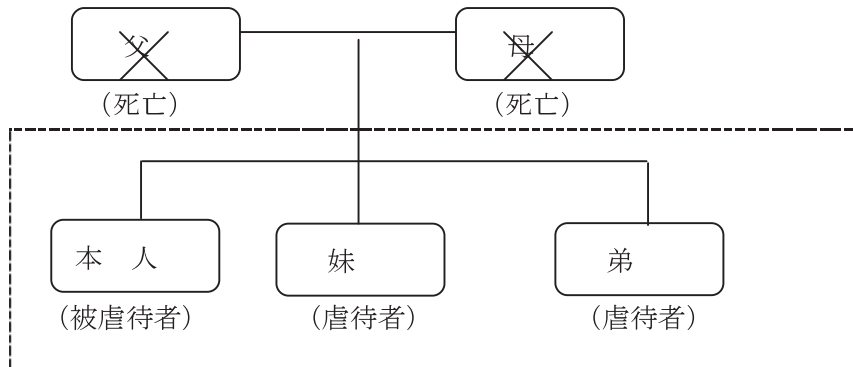 父 母
（死亡） （死亡）
本　人 妹 弟
（被虐待者） （虐待者） （虐待者）